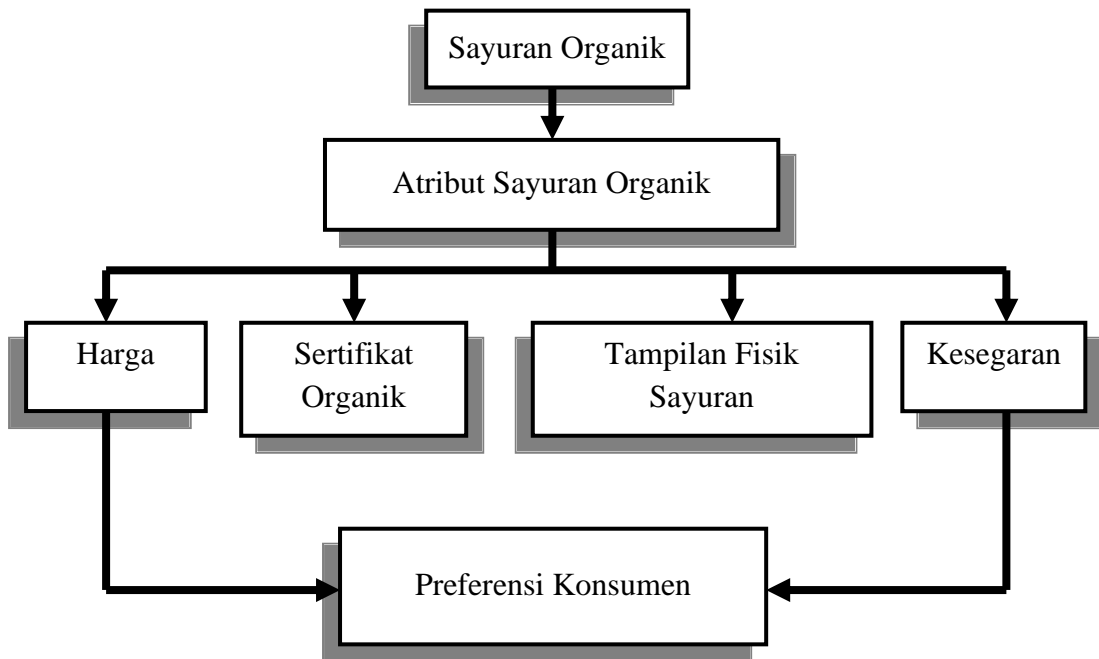 Sayuran Organik
Atribut Sayuran Organik
Harga
Sertifikat
Organik
Tampilan Fisik
Sayuran
Kesegaran
Preferensi Konsumen